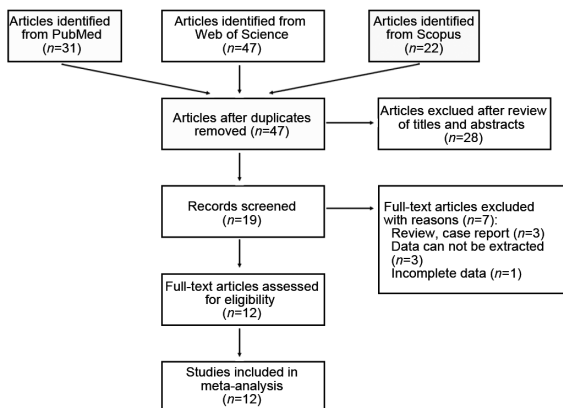 Articles identified
from PubMed
(n=31)
Articles identified from
Web of Science
(n=47)
Articles identified
from Scopus
(n=22)
Articles after duplicates
removed (n=47)
Articles exclued after review
of titles and abstracts
(n=28)
Records screened
(n=19)
Full-text articles excluded
with reasons (n=7):
Review, case report (n=3)
Data can not be extracted
(n=3)
Incomplete data (n=1)
Full-text articles assessed
for eligibility
(n=12)
Studies included in
meta-analysis
(n=12)